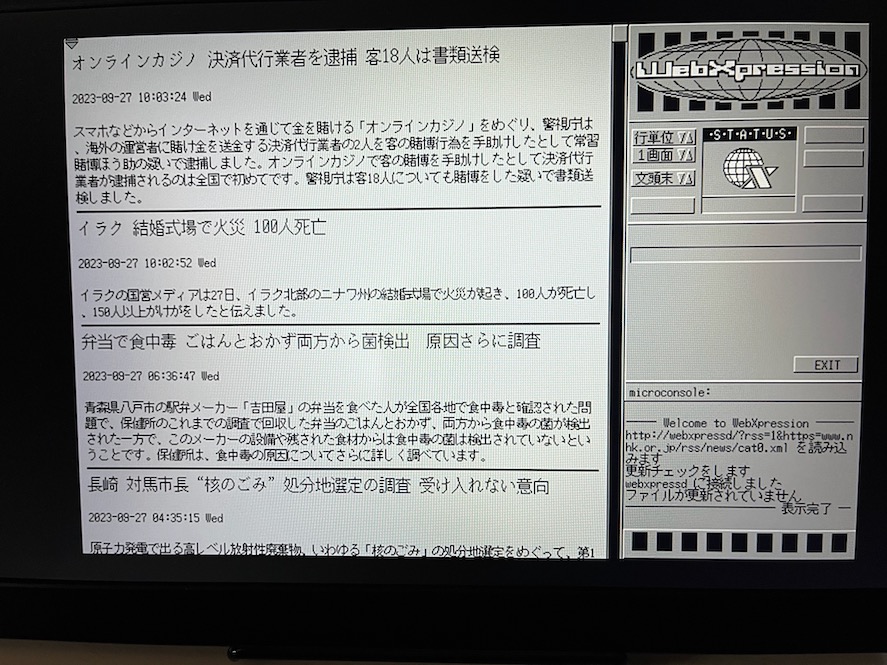 オンラインカジノ 決済代行業者を逮捕 客18人は書類送検
2023-09-27 10:03:24 Wed
スマホなどからインターネットを通じて金を賭ける「オンラインカジノ」をめぐり、警視庁は
、海外の運営者に賭け金を送金する決済代行業者の2人を客の賭博行為を手助けしたとして常習
賭博ほう助の疑いで逮捕しました。オンラインカジノで客の賭博を手助けしたとして決済代行
業者が逮捕されるのは全国で初めてです。警視庁は客18人についても賭博をした疑いで書類送
検しました。
イラク 結婚式場で火災 100人死亡
2023-09-27 10:02:52 Wed
イラクの国営メディアは27日、イラク北部のニナワ州の結婚式場で火災が起き、100人が死亡し
、150人以上がけがをしたと伝えました。
弁当で食中毒 ごはんとおかず両方から菌検出 原因さらに調査
2023-09-27 06:36:47 Wed
青森県八戸市の駅弁メーカー「吉田屋」の弁当を食べた人が全国各地で食中毒と確認された問
題で、保健所のこれまでの調査で回収した弁当のごはんとおかず、両方から食中毒の菌が検出
された一方で、このメーカーの設備や残された食材からは食中毒の菌は検出されていないとい
うことです。保健所は、食中毒の原因についてさらに詳しく調べています。
長崎 対馬市長 “核のごみ” 処分地選定の調査 受け入れない意向
2023-09-27 04:35:15 Wed
原子力発電で出る高レベル放射性廃棄物、いわゆる「核のごみ」の処分地選定をめぐって、第1
WebXpression
行単位
1画面
文頭末
・S・T・A・T・U・S・
X
EXIT
microconsole:
Welcome to WebXpression
http://webxpressd/?rss=1&https=www.n
hk.or.jp/rss/news/cat0.xml を読み込
みます
更新チェックをします
webxpressd に接続しました
ファイルが更新されていません
表示完了